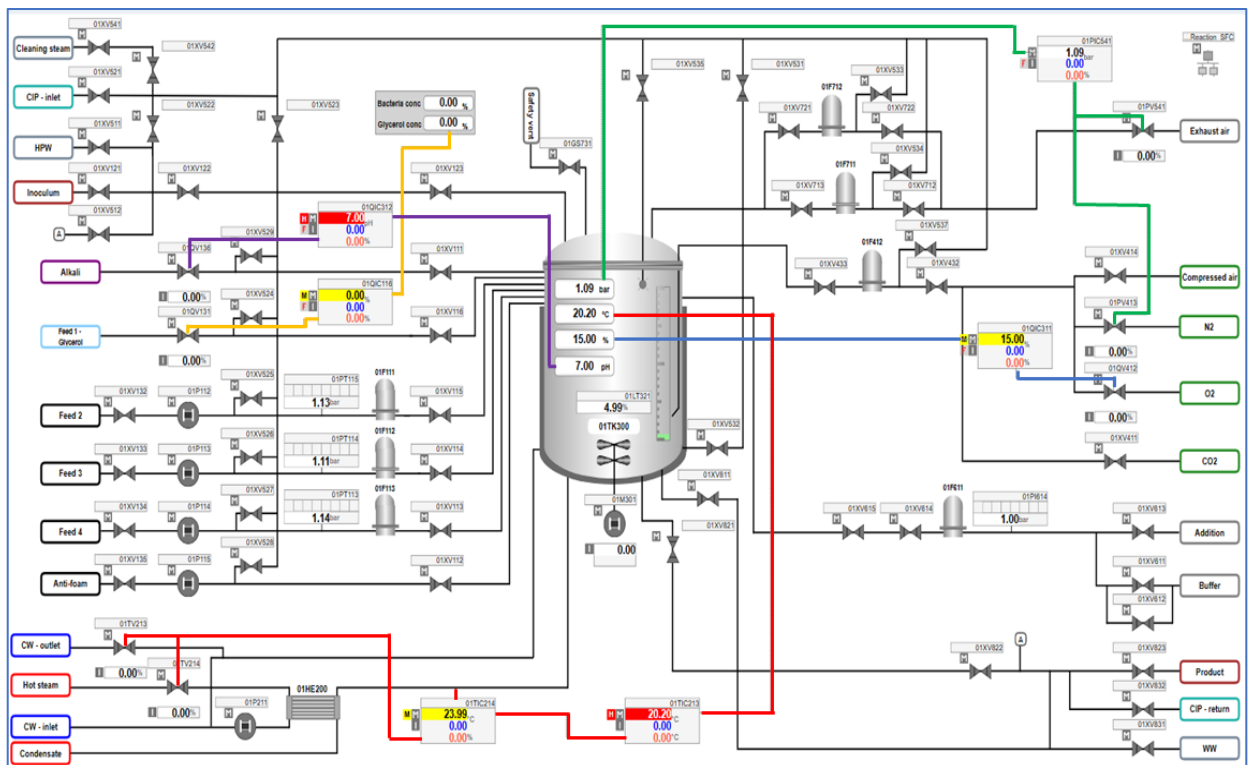 01XV541
Cleaning steam
01XV542
01XV521
CIP - inlet
01XV522
01XV523
01XV511
HPW
01XV121
01XV122
Inoculum
01XV512
A
Bacteria conc 0.00 %
Glycerol conc 0.00 %
01XV123
Safety vent
01GS731
01XV535
01XV531
01F712
01XV533
01XV721
01XV722
01F711
01XV534
01XV713
01XV712
01PIC541
1.09 bar
0.00
0.00%
F
Reaction_SFC
01PV541
Exhaust air
0.00%
01QIC312
H M 7.00 pH
F 0.00
0.00%
01XV529
01QV136
01XV111
Alkali
0.00%
01QIC116
M 0.00 %
F 0.00
0.00%
01XV524
01QV131
01XV116
Feed 1 -
Glycerol
0.00%
01XV537
01F412
01XV433
01XV432
01XV414
Compressed air
01PV413
N2
0.00%
01QIC311
M 15.00 %
0.00
0.00%
01QV412
O2
0.00%
01XV411
CO2
1.09 bar
20.20 °C
15.00 %
7.00 pH
01LT321
4.99%
01TK300
01XV525
01PT115
1.13bar
01F111
01XV132
01P112
01XV115
Feed 2
01XV526
01PT114
1.11bar
01F112
01XV133
01P113
01XV114
Feed 3
01XV527
01PT113
1.14bar
01F113
01XV134
01P114
01XV113
Feed 4
01XV528
01XV135
01P115
01XV112
Anti-foam
01M301
0.00
01XV532
01XV811
01XV821
01XV615
01XV614
01F611
01PI614
1.00bar
01XV613
Addition
01XV611
Buffer
01XV612
01TV213
CW - outlet
0.00%
01TV214
Hot steam
0.00%
01HE200
01P211
CW - inlet
Condensate
01TIC214
M 23.99 °C
0.00
0.00%
01TIC213
H M 20.20 °C
0.00
0.00°C
A
01XV822
01XV823
Product
01XV832
CIP - return
01XV831
WW